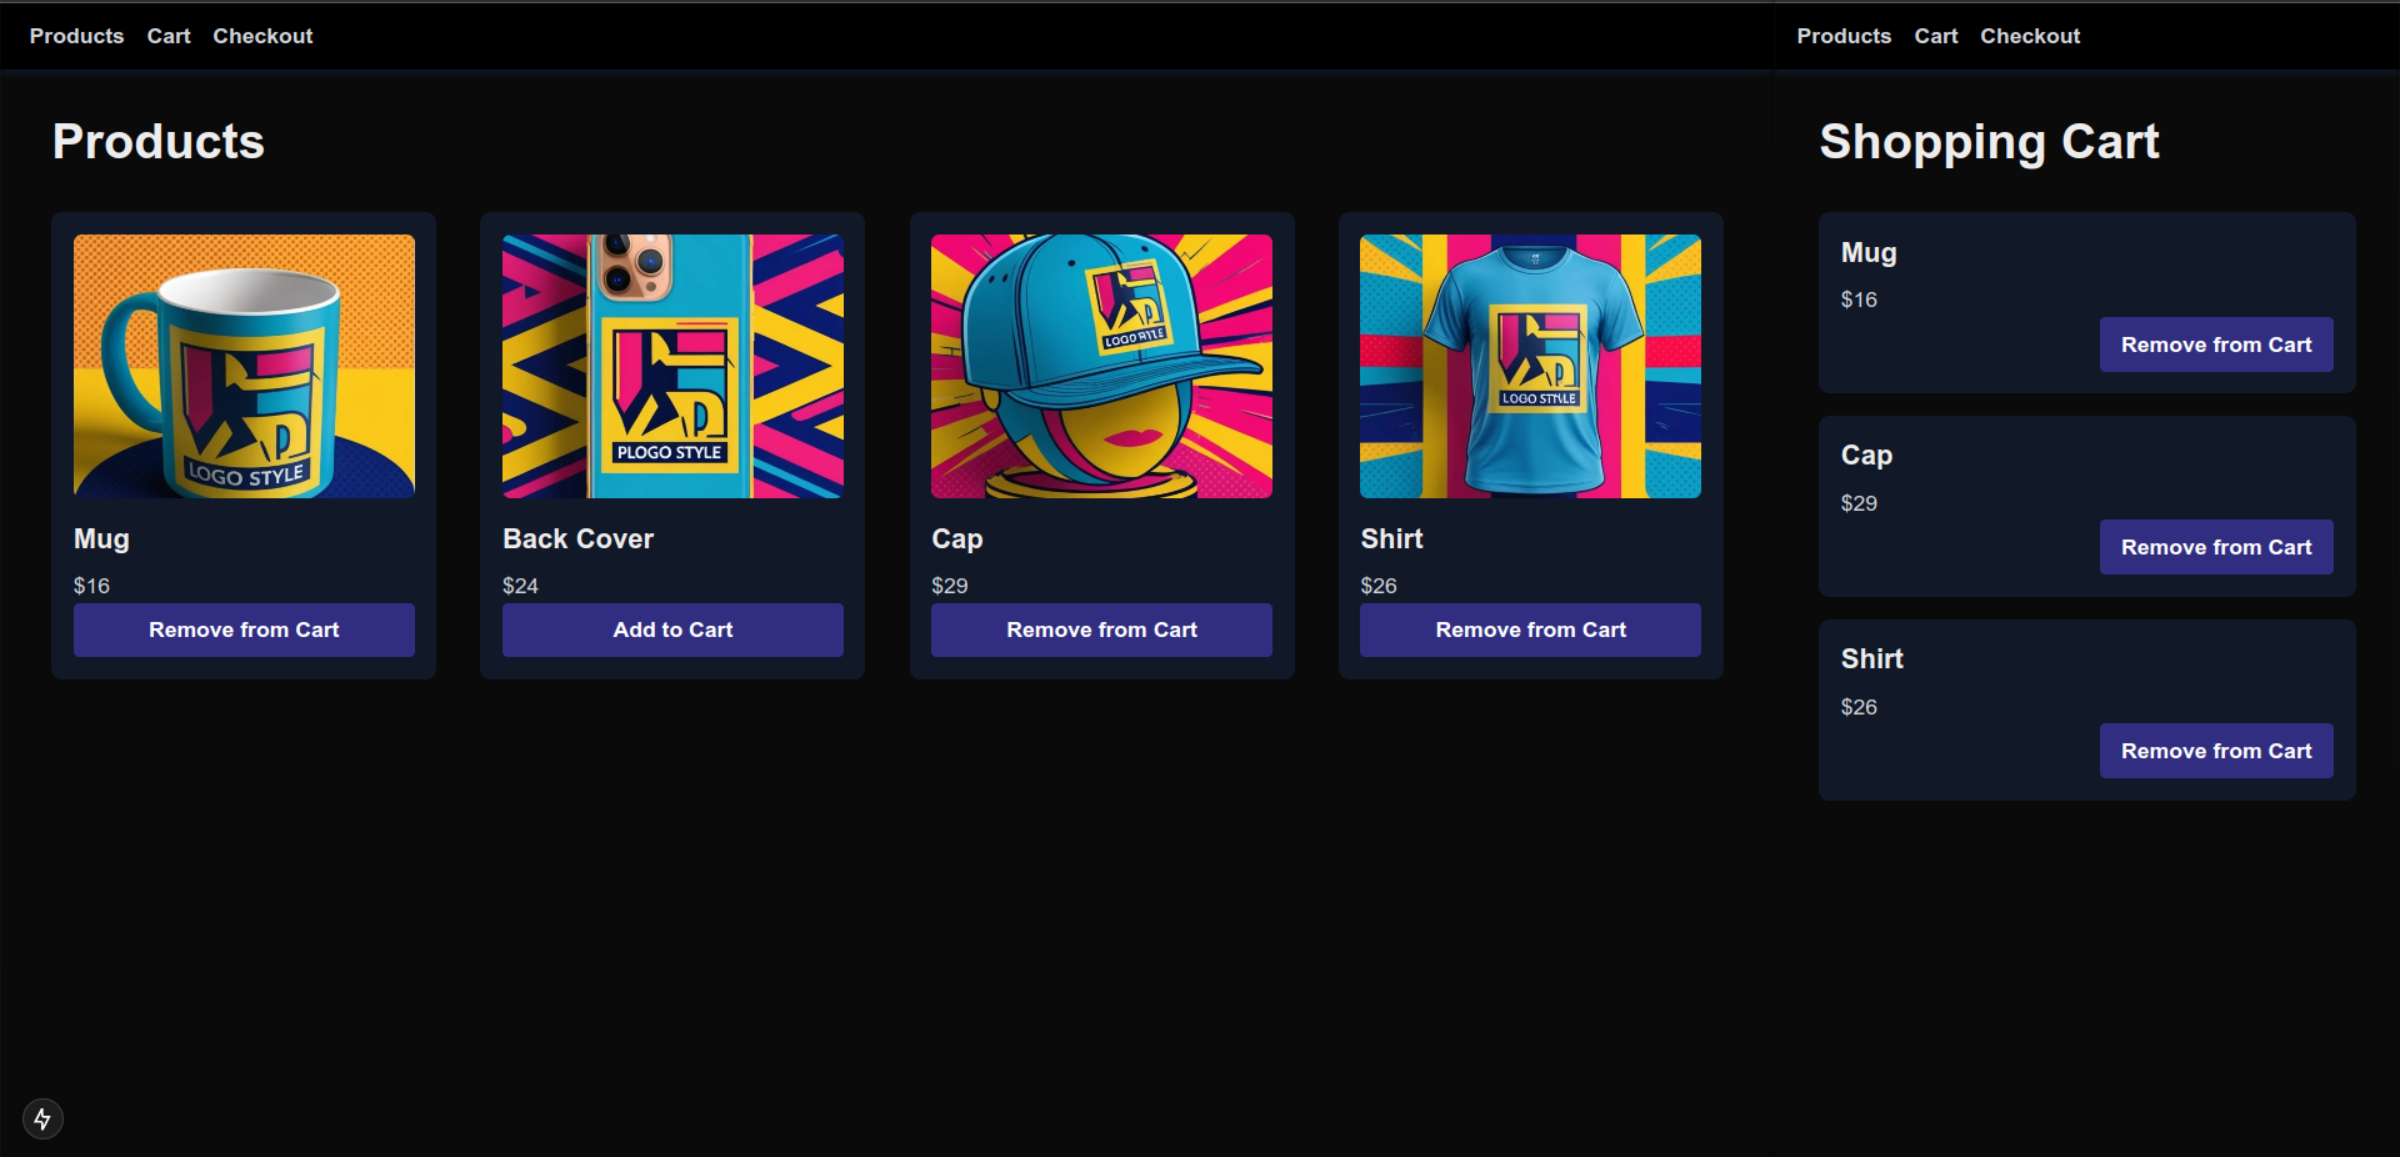 Products Cart Checkout
Products
LOGO STYLE
Mug
$16
Remove from Cart
PLOGO STYLE
Back Cover
$24
Add to Cart
Cap
$29
Remove from Cart
LOGO STYLE
Shirt
$26
Remove from Cart
Products Cart Checkout
Shopping Cart
Mug
$16
Remove from Cart
Cap
$29
Remove from Cart
Shirt
$26
Remove from Cart